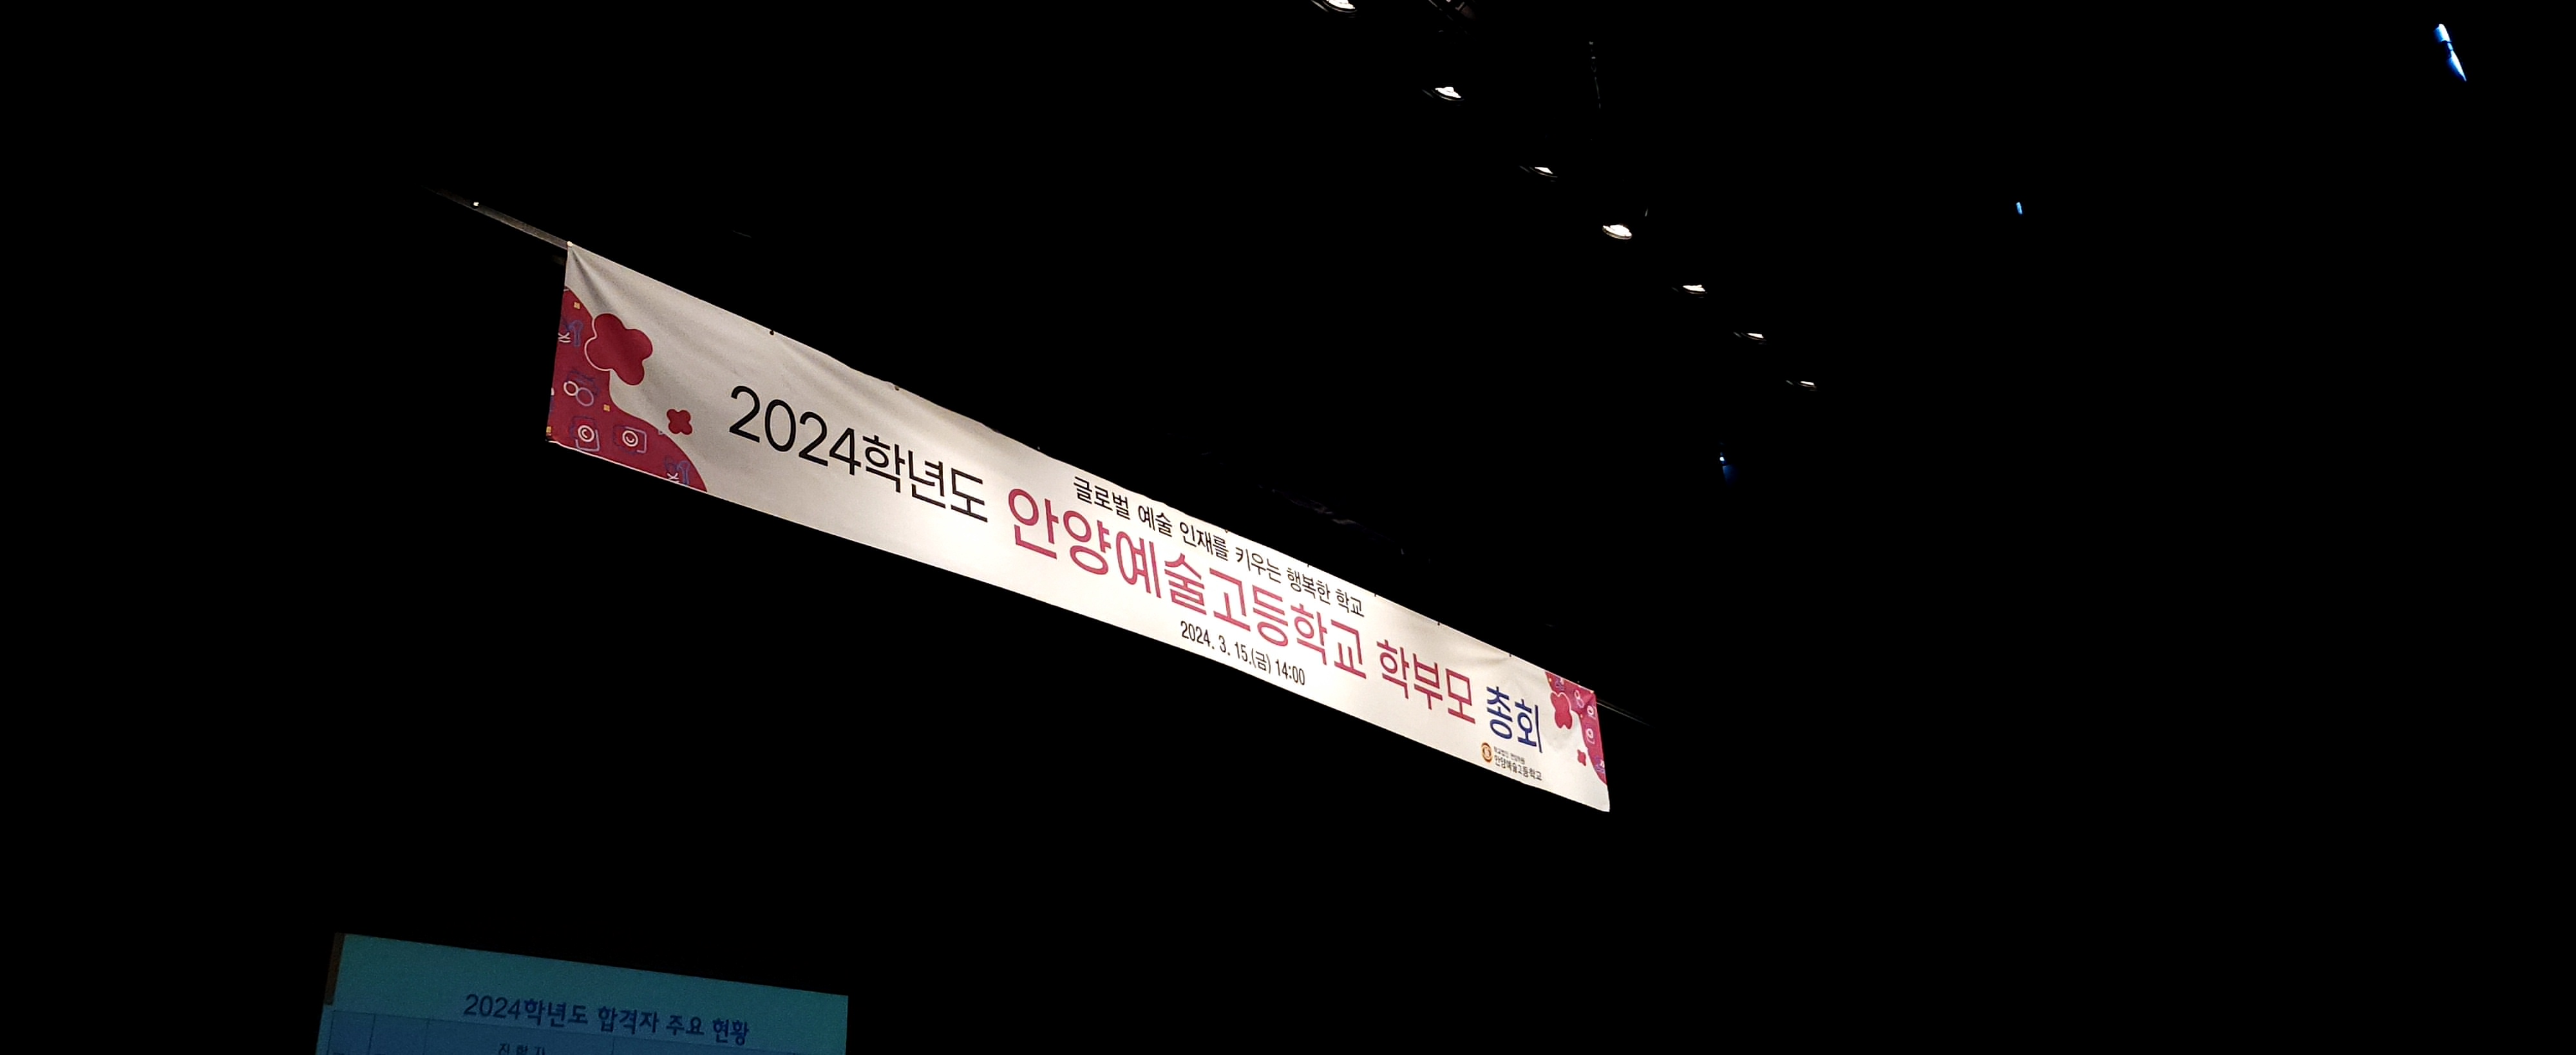 글로벌 예술 인재를 키우는 행복한 학교
2024학년도 안양예술고등학교 학부모 총회
2024. 3. 15.(금) 14:00
안양예술고등학교
2024학년도 합격자 주요 현황